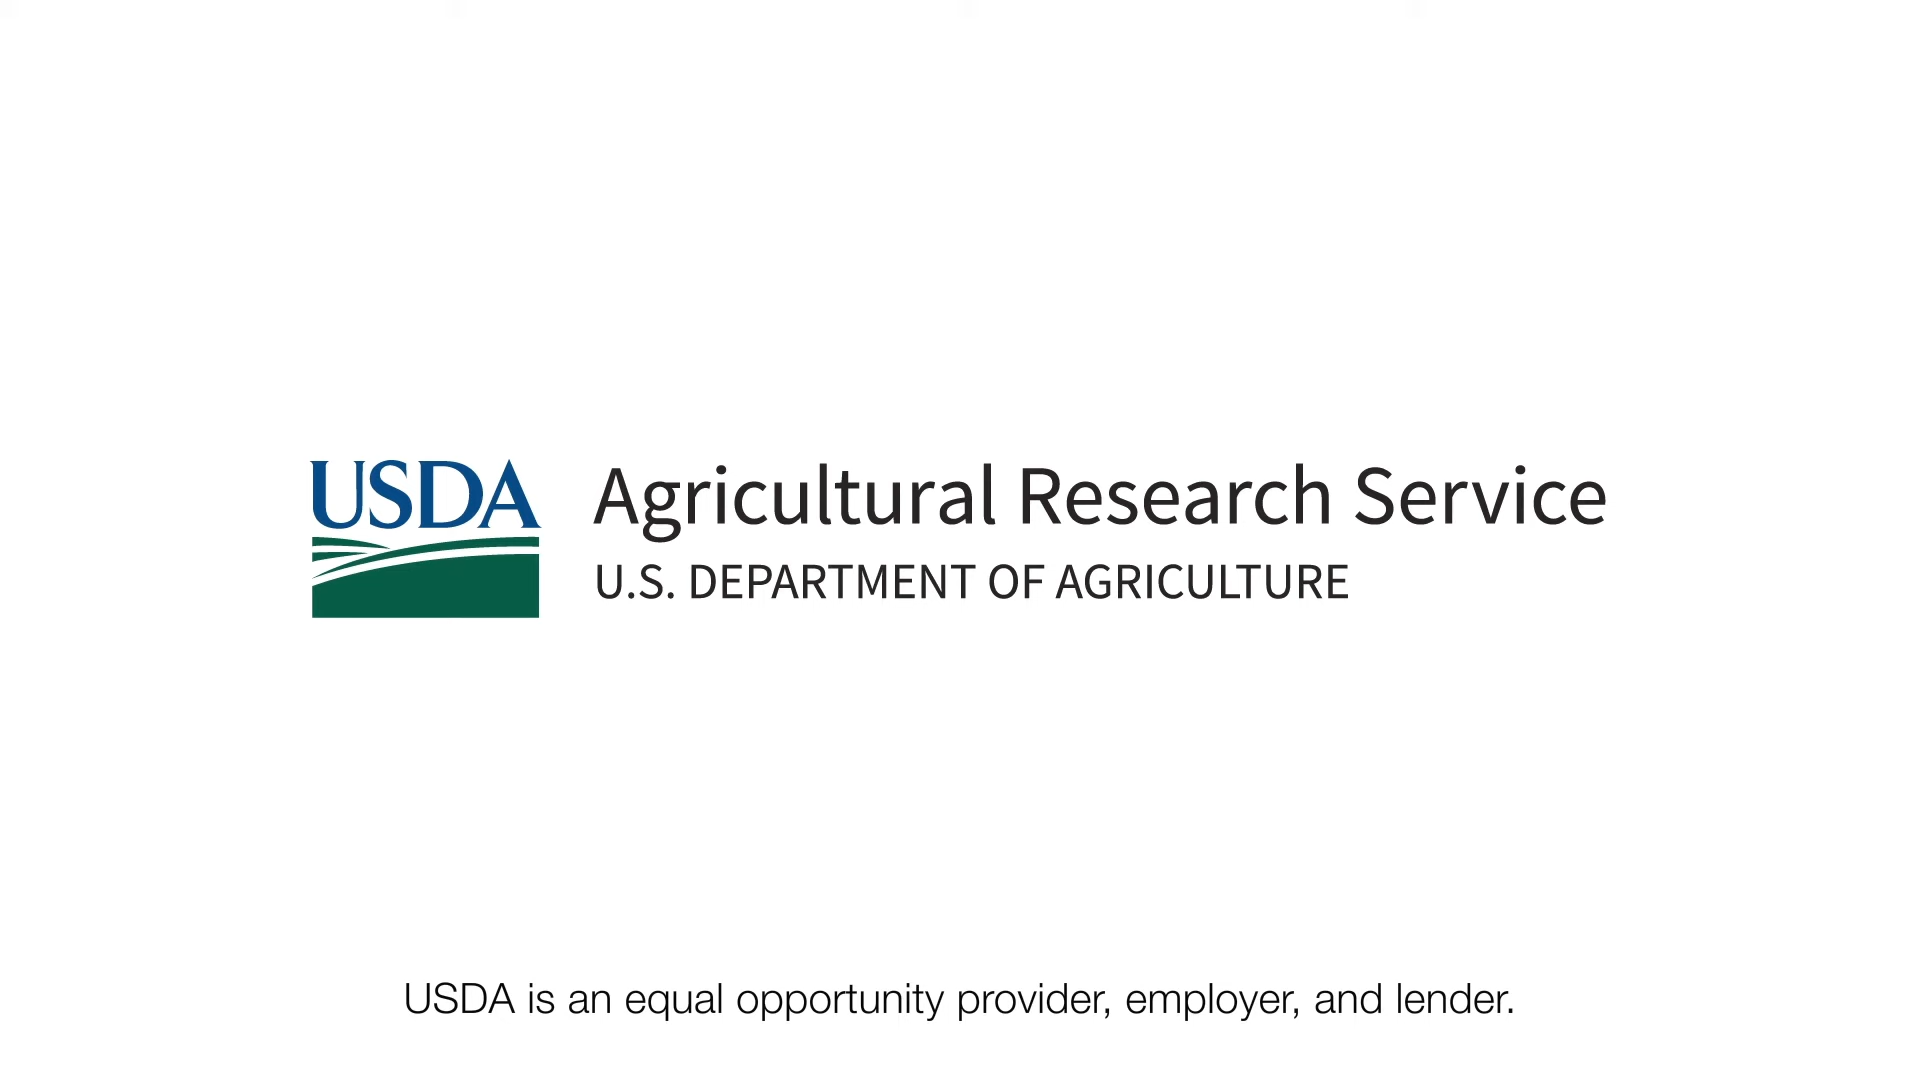 USDA
Agricultural Research Service
U.S. DEPARTMENT OF AGRICULTURE
USDA is an equal opportunity provider, employer, and lender.